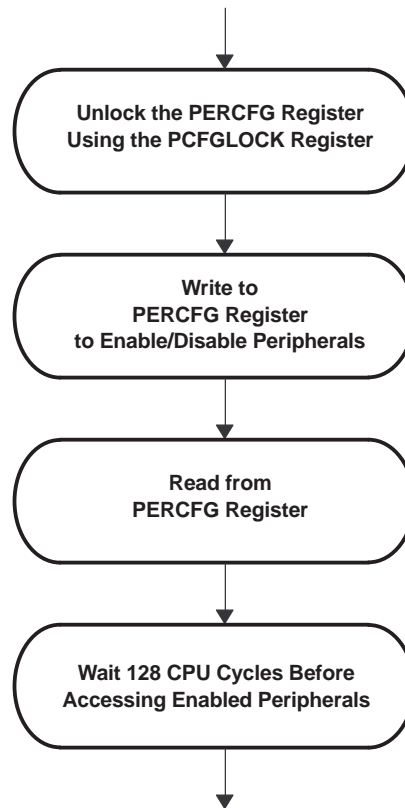 Unlock the PERCFG Register
Using the PCFGLOCK Register
Write to
PERCFG Register
to Enable/Disable Peripherals
Read from
PERCFG Register
Wait 128 CPU Cycles Before
Accessing Enabled Peripherals